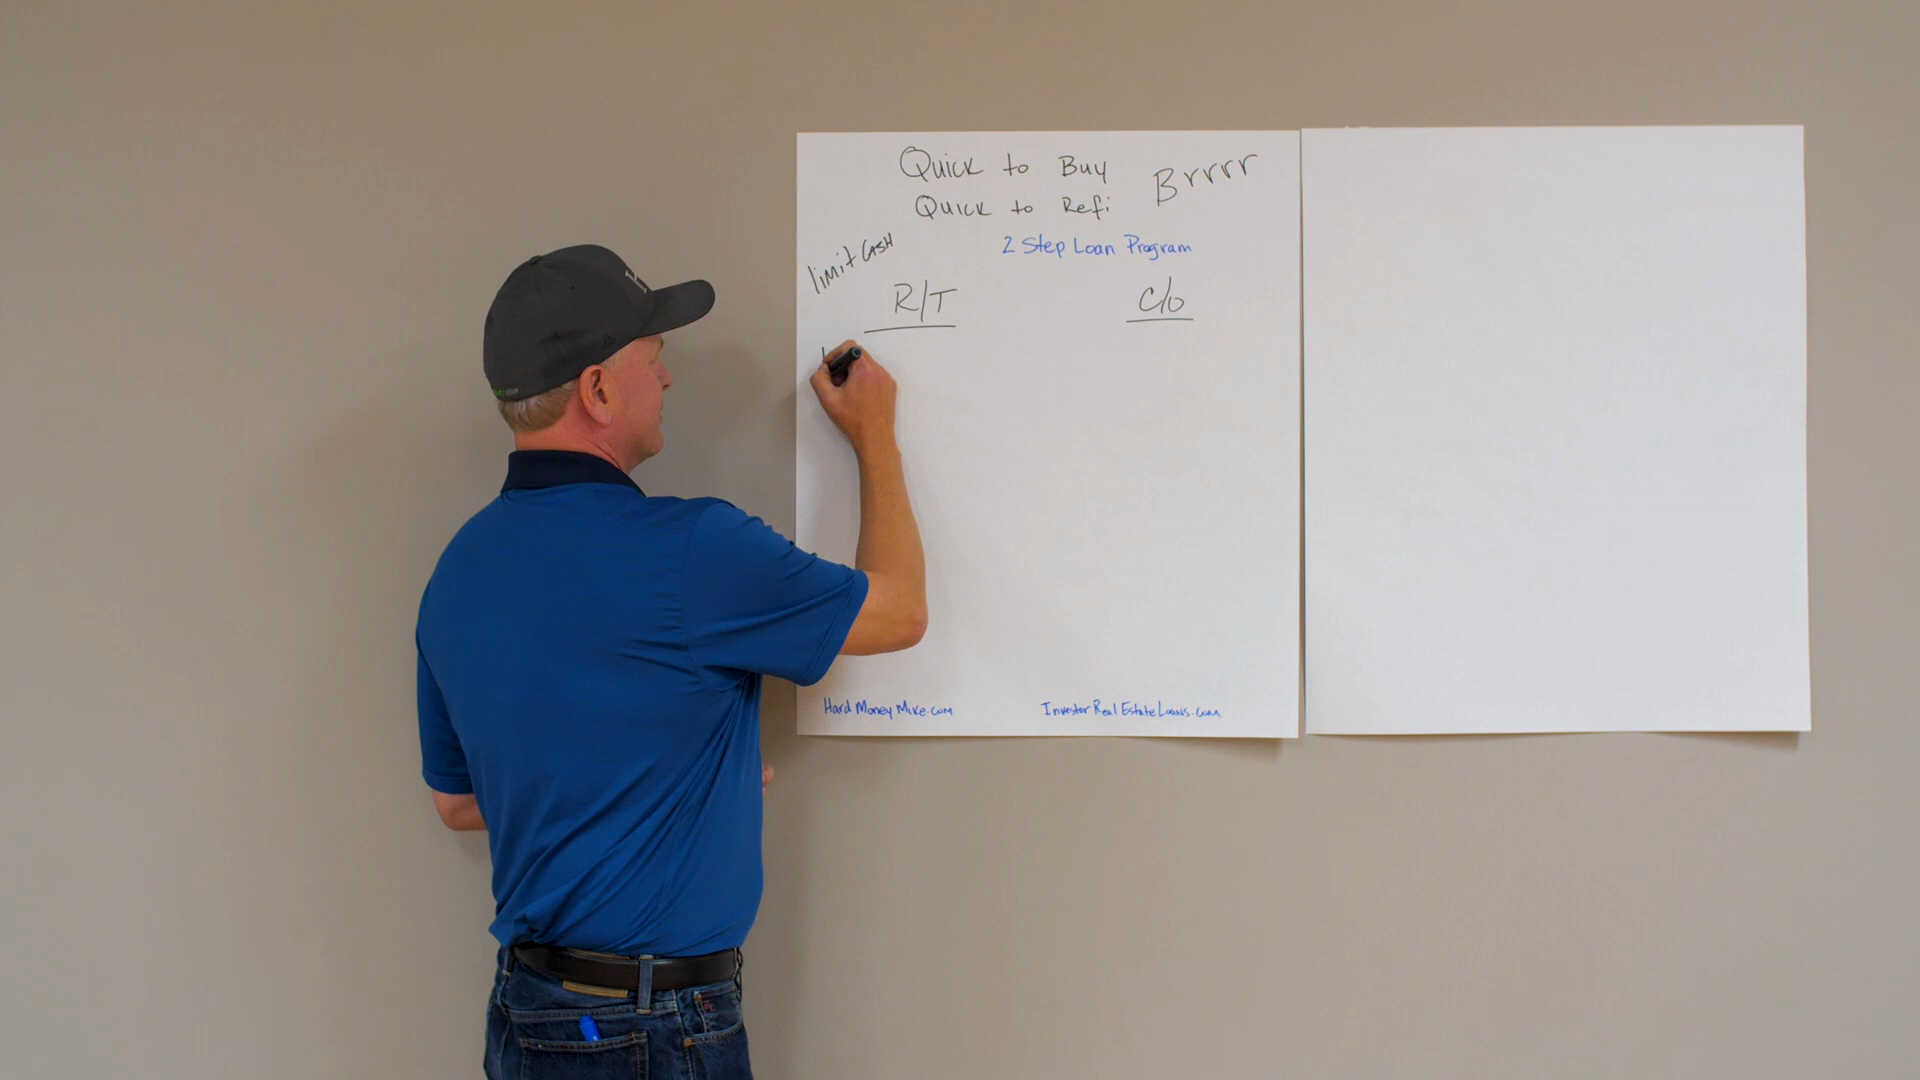 Quick to Buy
Brrrr
Quick to Refi
limit CASH
2 Step Loan Program
R/T
C/O
HardMoneyMike.com
InvestorRealEstateLoans.com